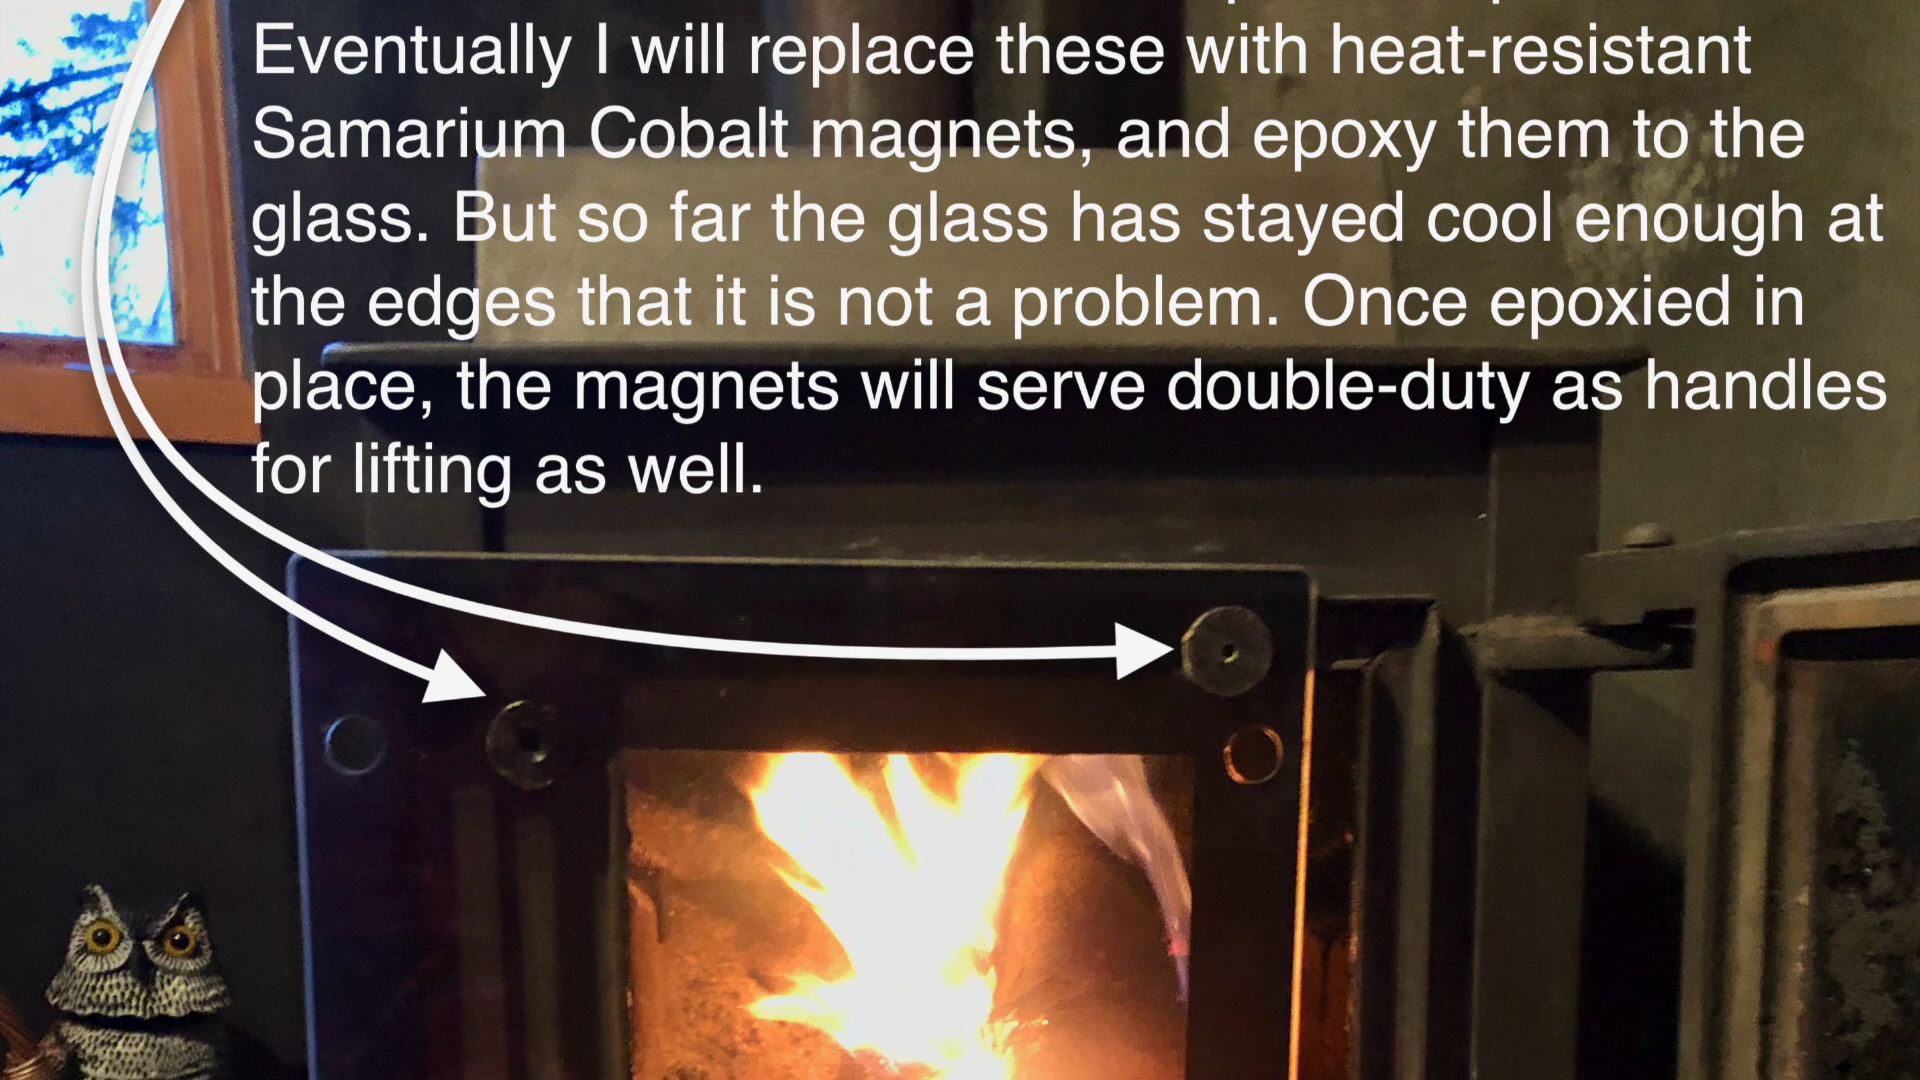 Eventually I will replace these with heat-resistant
Samarium Cobalt magnets, and epoxy them to the
glass. But so far the glass has stayed cool enough at
the edges that it is not a problem. Once epoxied in
place, the magnets will serve double-duty as handles
for lifting as well.